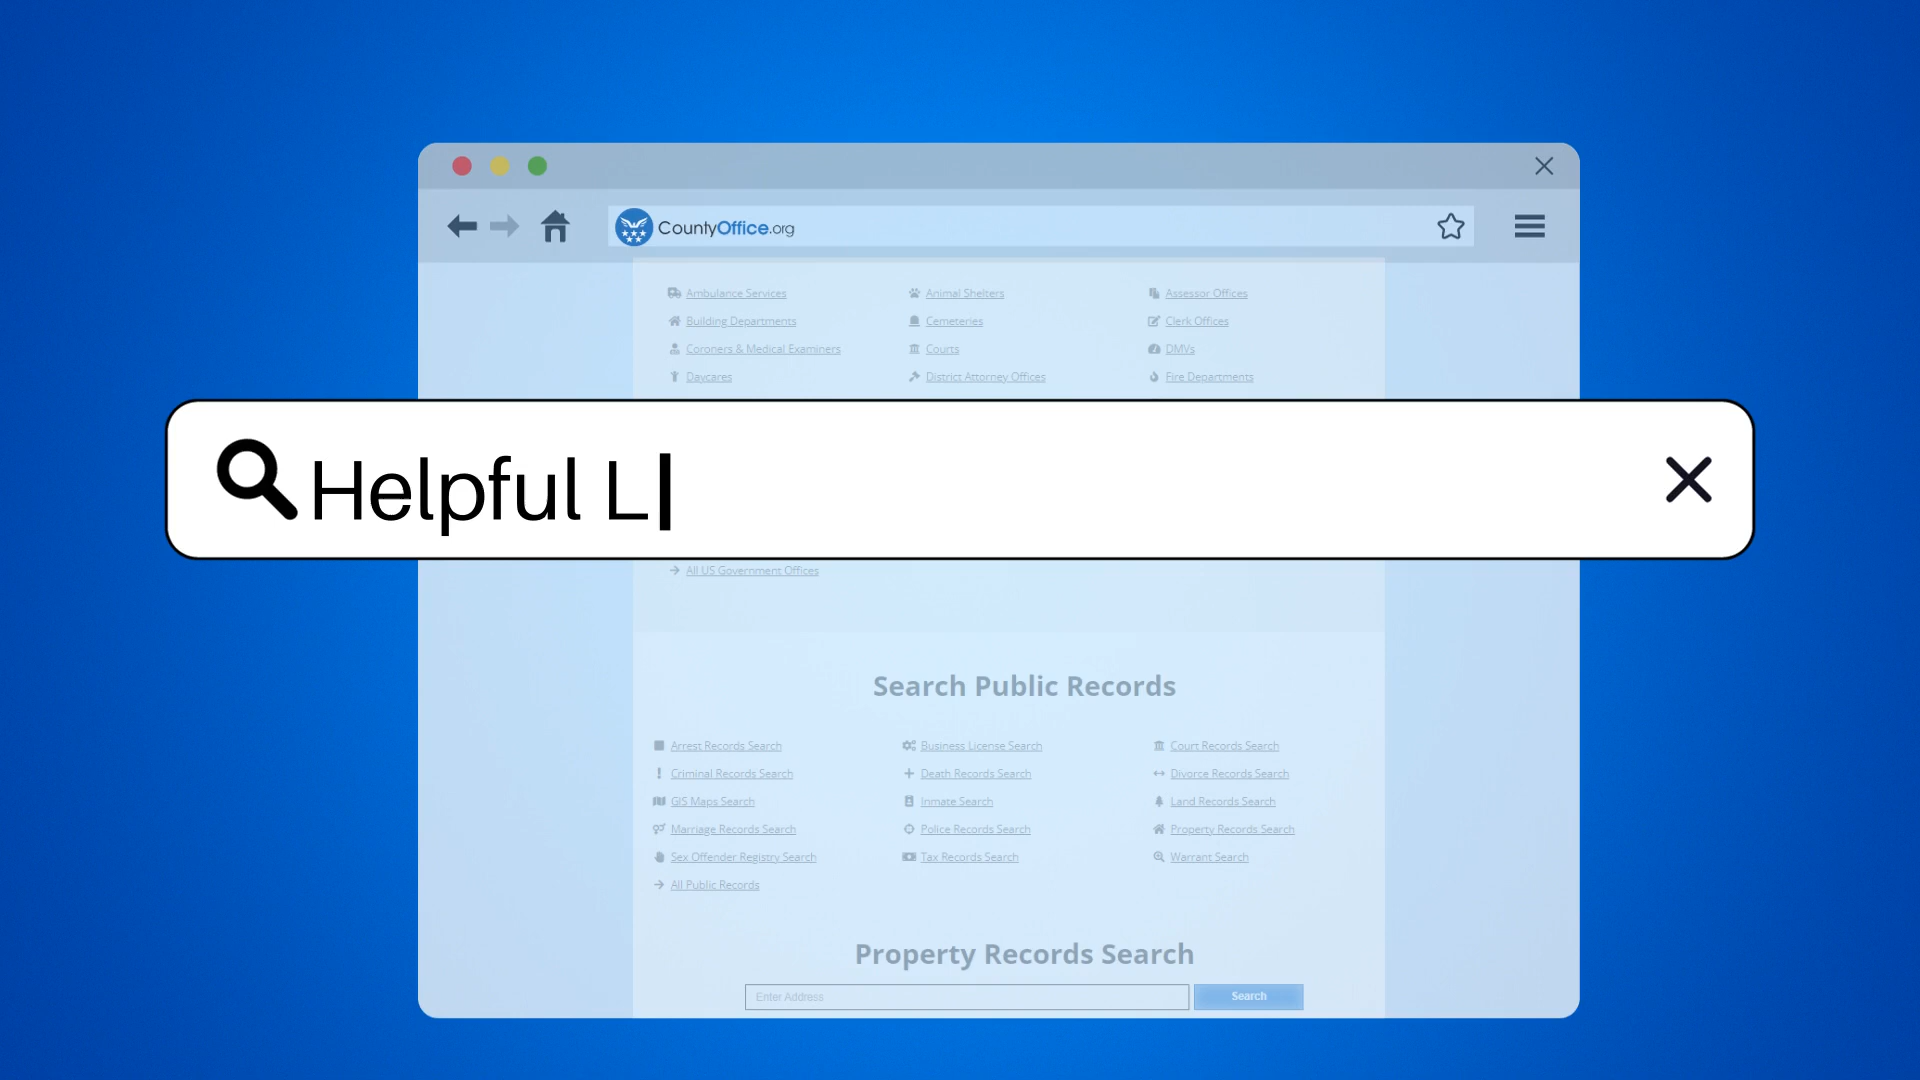 CountyOffice.org
Ambulance Services Animal Shelters Assessor Offices
Building Departments Cemeteries Clerk Offices
Coroners & Medical Examiners Courts DMVs
Daycares District Attorney Offices Fire Departments
Helpful L
All US Government Offices
Search Public Records
Arrest Records Search Business License Search Court Records Search
Criminal Records Search Death Records Search Divorce Records Search
GIS Maps Search Inmate Search Land Records Search
Marriage Records Search Police Records Search Property Records Search
Sex Offender Registry Search Tax Records Search Warrant Search
All Public Records
Property Records Search
Enter Address Search